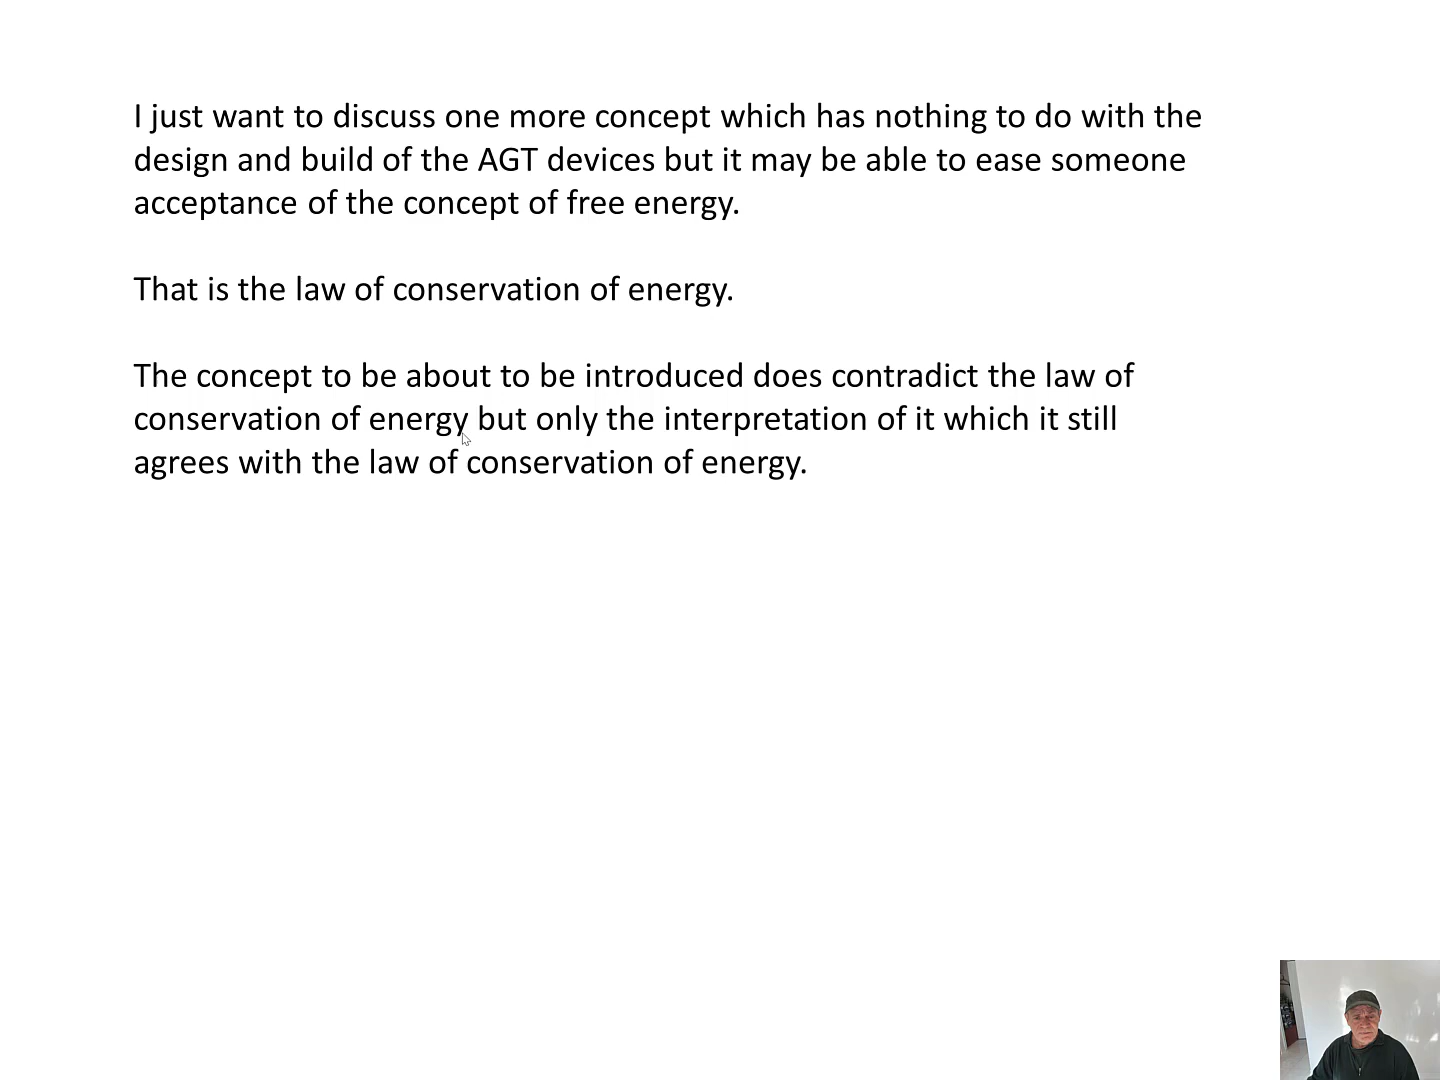 I just want to discuss one more concept which has nothing to do with the
design and build of the AGT devices but it may be able to ease someone
acceptance of the concept of free energy.
That is the law of conservation of energy.
The concept to be about to be introduced does contradict the law of
conservation of energy but only the interpretation of it which it still
agrees with the law of conservation of energy.